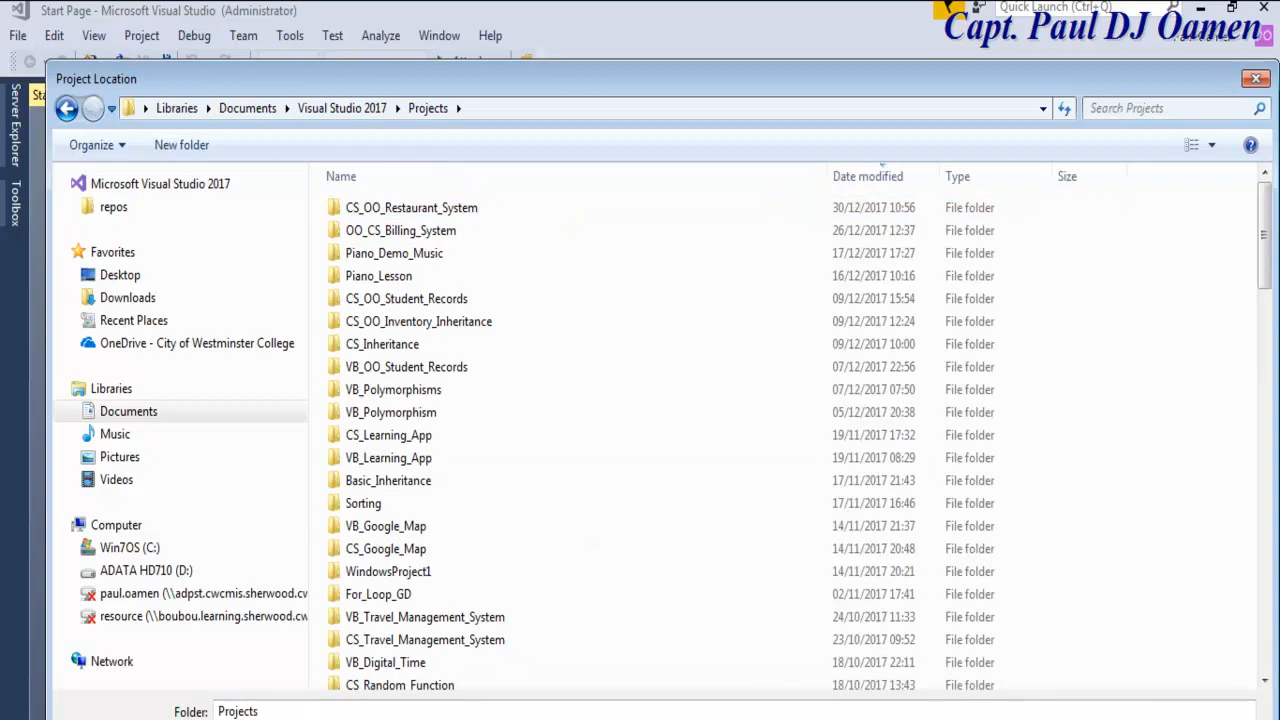 Start Page - Microsoft Visual Studio (Administrator)
Quick Launch (Ctrl+Q)
Capt. Paul DJ Oamen
File Edit View Project Debug Team Tools Test Analyze Window Help
Server Explorer
Toolbox
Sta
Project Location
Libraries Documents Visual Studio 2017 Projects
Search Projects
Organize New folder
Microsoft Visual Studio 2017
repos
Favorites
Desktop
Downloads
Recent Places
OneDrive - City of Westminster College
Libraries
Documents
Music
Pictures
Videos
Computer
Win7OS (C:)
ADATA HD710 (D:)
paul.oamen (\\adpst.cwcmis.sherwood.cw
resource (\\boubou.learning.sherwood.cw
Network
Name Date modified Type Size
CS_OO_Restaurant_System 30/12/2017 10:56 File folder
OO_CS_Billing_System 26/12/2017 12:37 File folder
Piano_Demo_Music 17/12/2017 17:27 File folder
Piano_Lesson 16/12/2017 10:16 File folder
CS_OO_Student_Records 09/12/2017 15:54 File folder
CS_OO_Inventory_Inheritance 09/12/2017 12:24 File folder
CS_Inheritance 09/12/2017 10:00 File folder
VB_OO_Student_Records 07/12/2017 22:56 File folder
VB_Polymorphisms 07/12/2017 07:50 File folder
VB_Polymorphism 05/12/2017 20:38 File folder
CS_Learning_App 19/11/2017 17:32 File folder
VB_Learning_App 19/11/2017 08:29 File folder
Basic_Inheritance 17/11/2017 21:43 File folder
Sorting 17/11/2017 16:46 File folder
VB_Google_Map 14/11/2017 21:37 File folder
CS_Google_Map 14/11/2017 20:48 File folder
WindowsProject1 14/11/2017 20:21 File folder
For_Loop_GD 02/11/2017 17:41 File folder
VB_Travel_Management_System 24/10/2017 11:33 File folder
CS_Travel_Management_System 23/10/2017 09:52 File folder
VB_Digital_Time 18/10/2017 22:11 File folder
CS_Random_Function 18/10/2017 13:43 File folder
Folder: Projects